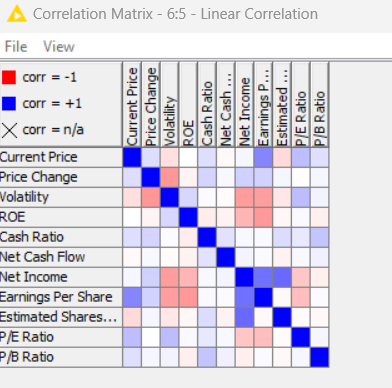 Correlation Matrix - 6:5 - Linear Correlation
File View
corr = -1
corr = +1
corr = n/a
Current Price
Price Change
Volatility
ROE
Cash Ratio
Net Cash ...
Net Income
Earnings P...
Estimated ...
P/E Ratio
P/B Ratio
Current Price
Price Change
Volatility
ROE
Cash Ratio
Net Cash Flow
Net Income
Earnings Per Share
Estimated Shares...
P/E Ratio
P/B Ratio